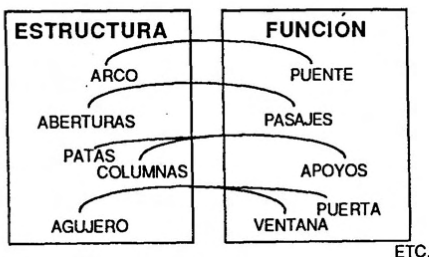 ESTRUCTURA
ARCO
ABERTURAS
PATAS
COLUMNAS
AGUJERO
FUNCIÓN
PUENTE
PASAJES
APOYOS
PUERTA
VENTANA
ETC.